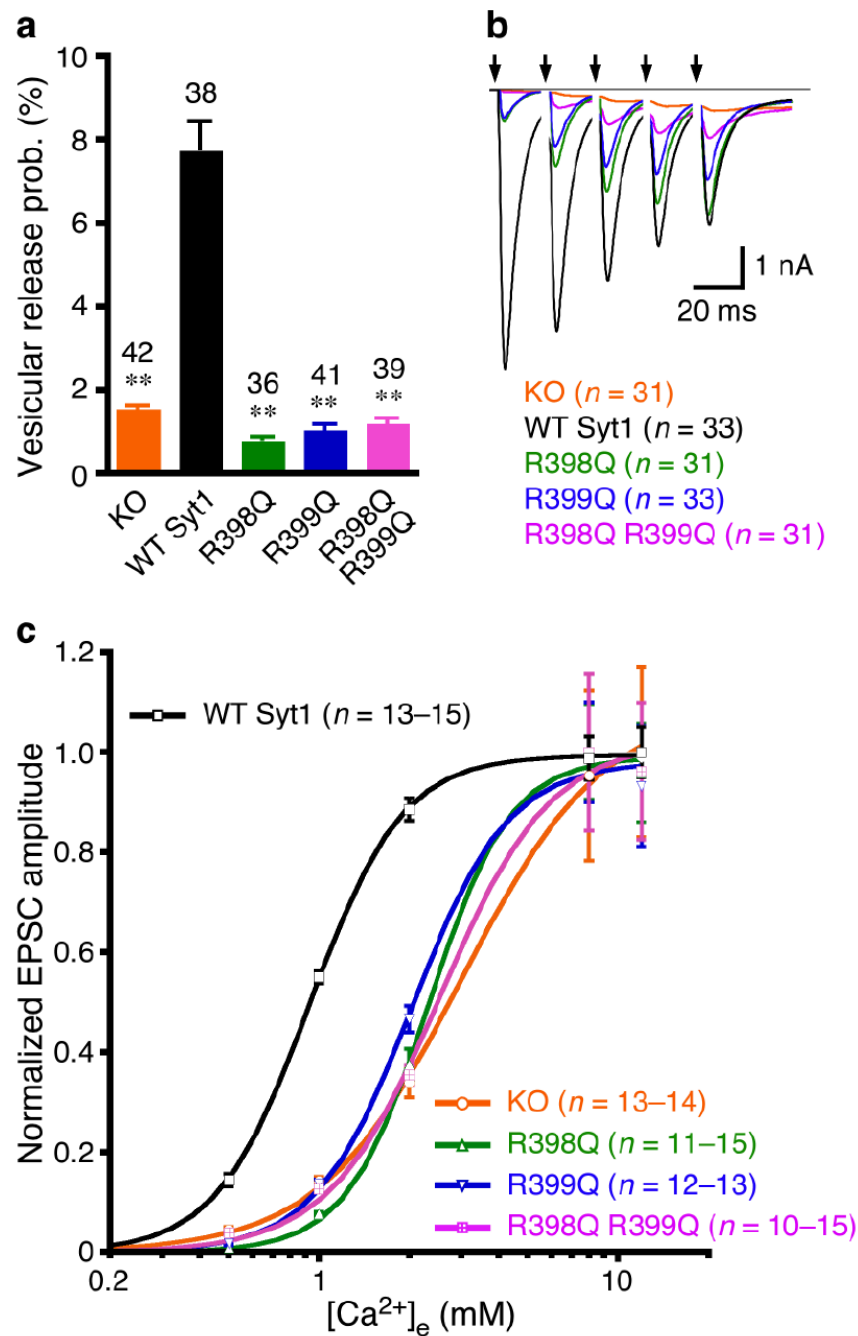 a
Vesicular release prob. (%)
10
8
6
4
2
0
42
**
38
36
**
41
**
39
**
KO
WT Syt1
R398Q
R399Q
R398Q
R399Q
b
1 nA
20 ms
KO (n = 31)
WT Syt1 (n = 33)
R398Q (n = 31)
R399Q (n = 33)
R398Q R399Q (n = 31)
c
Normalized EPSC amplitude
1.2
1.0
0.8
0.6
0.4
0.2
0
WT Syt1 (n = 13–15)
KO (n = 13–14)
R398Q (n = 11–15)
R399Q (n = 12–13)
R398Q R399Q (n = 10–15)
0.2
1
10
[Ca²⁺]ₑ (mM)